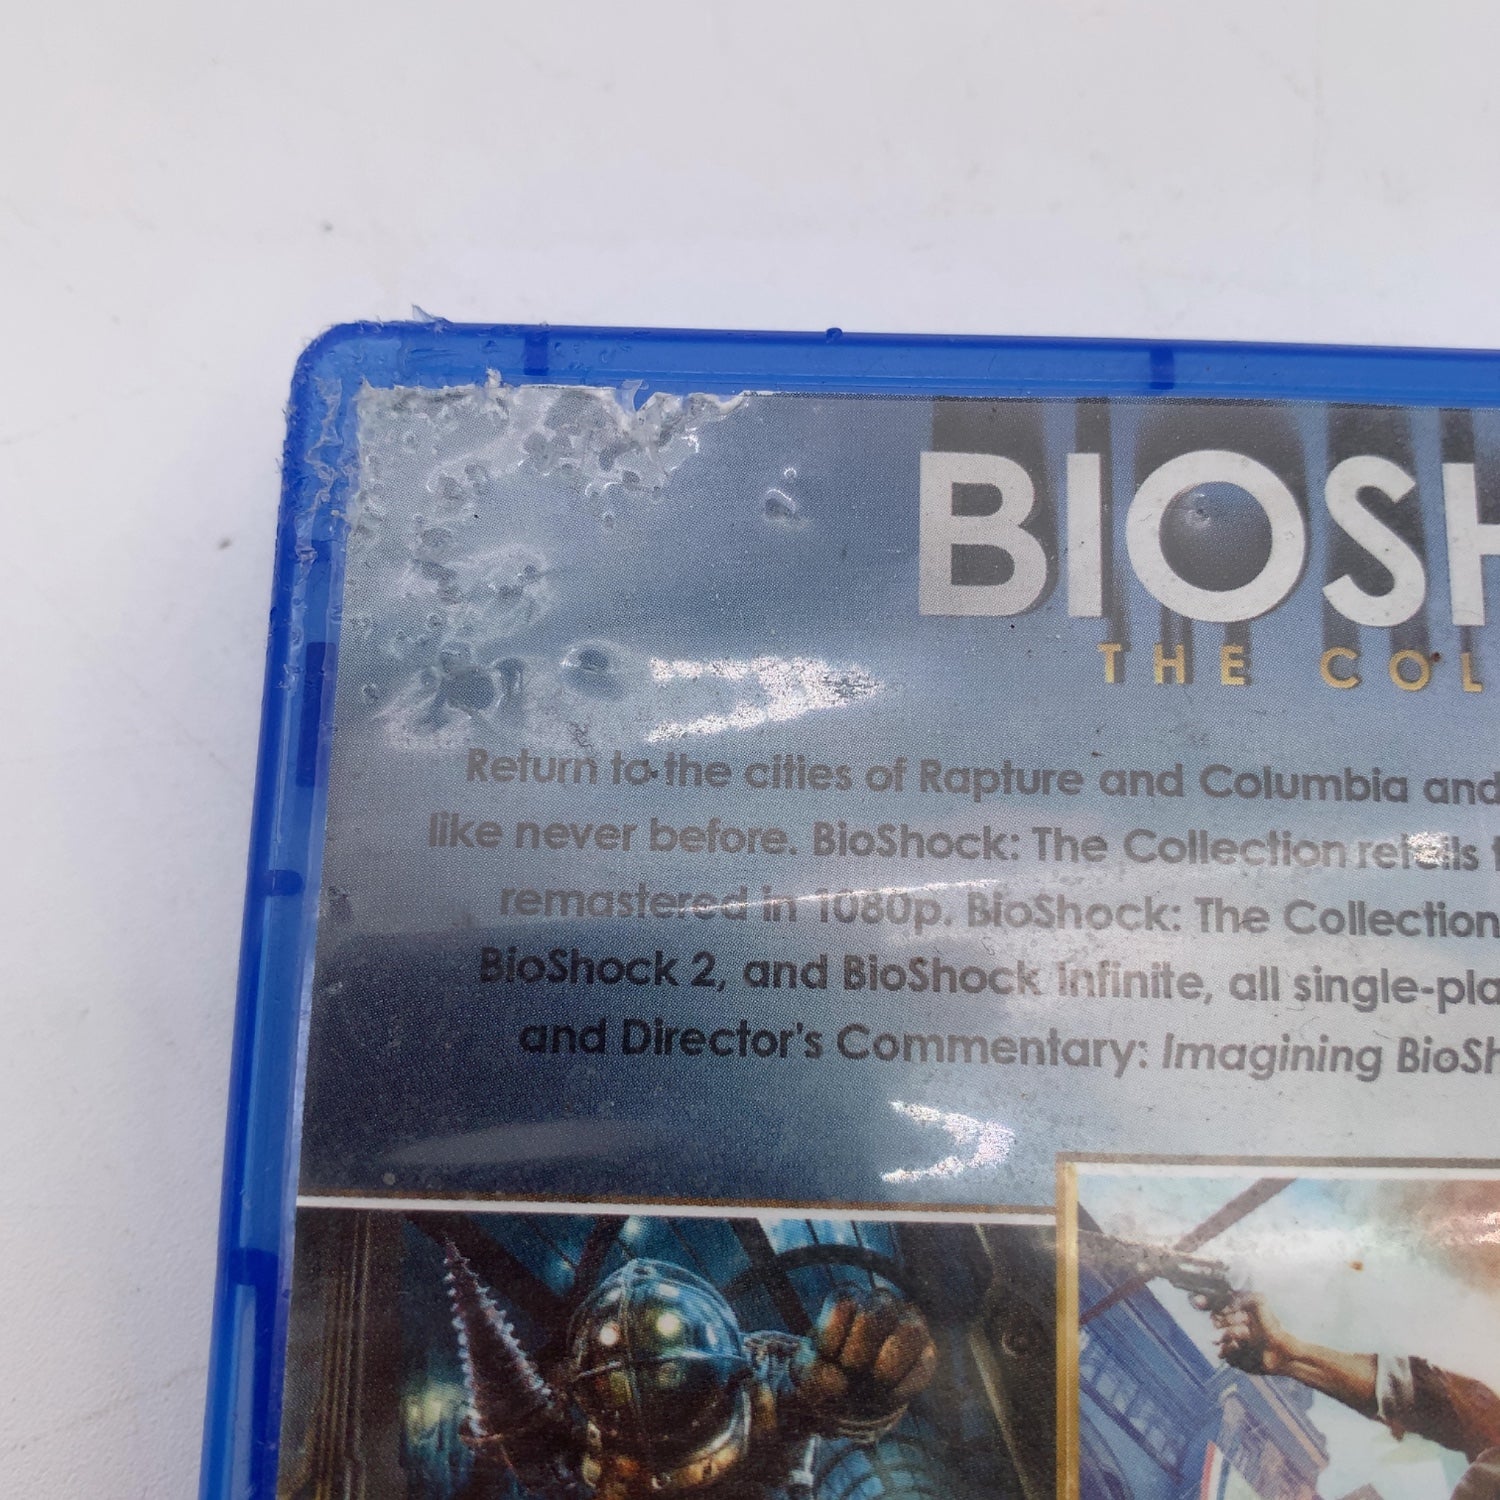 BIOSH
THE COL
Return to the cities of Rapture and Columbia and
like never before. BioShock: The Collection retells
remastered in 1080p. BioShock: The Collection
BioShock 2, and BioShock Infinite, all single-pla
and Director's Commentary: Imagining BioSh